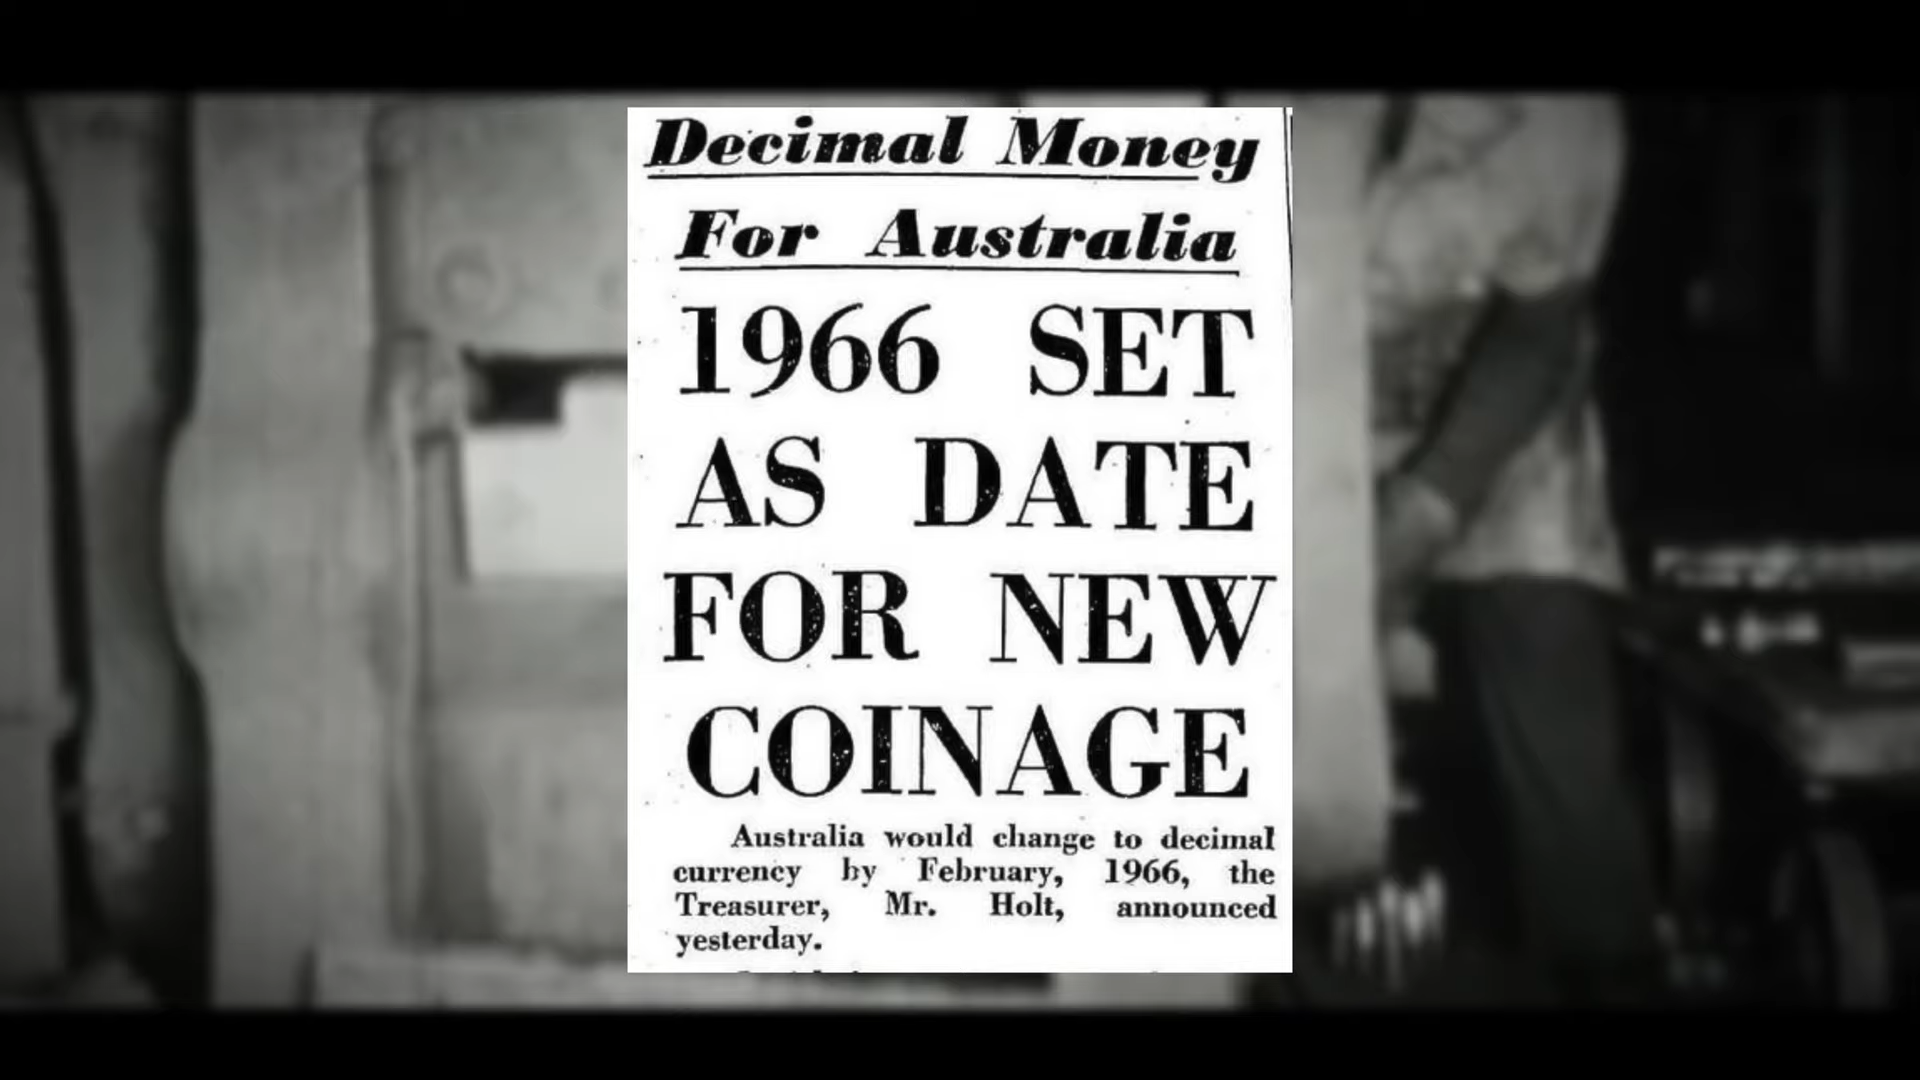 Decimal Money
For Australia
1966 SET
AS DATE
FOR NEW
COINAGE
Australia would change to decimal
currency by February, 1966, the
Treasurer, Mr. Holt, announced
yesterday.